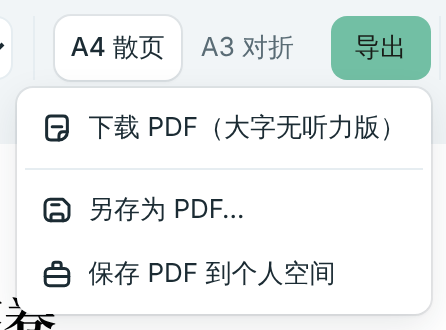 A4 散页
A3 对折
导出
下载 PDF（大字无听力版）
另存为 PDF...
保存 PDF 到个人空间